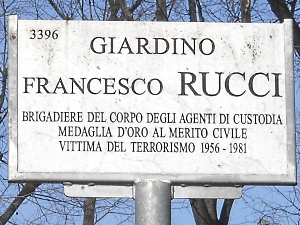 3396
GIARDINO
FRANCESCO RUCCI
BRIGADIERE DEL CORPO DEGLI AGENTI DI CUSTODIA
MEDAGLIA D'ORO AL MERITO CIVILE
VITTIMA DEL TERRORISMO 1956 - 1981